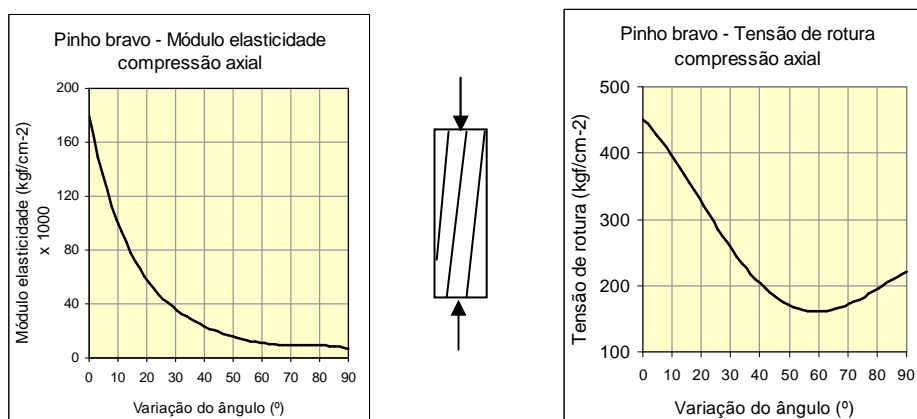 Pinho bravo - Módulo elasticidade
compressão axial
Módulo elasticidade (kgf/cm-2)
x 1000
200
160
120
80
40
0
0 10 20 30 40 50 60 70 80 90
Variação do ângulo (º)
Pinho bravo - Tensão de rotura
compressão axial
Tensão de rotura (kgf/cm-2)
500
400
300
200
100
0 10 20 30 40 50 60 70 80 90
Variação do ângulo (º)